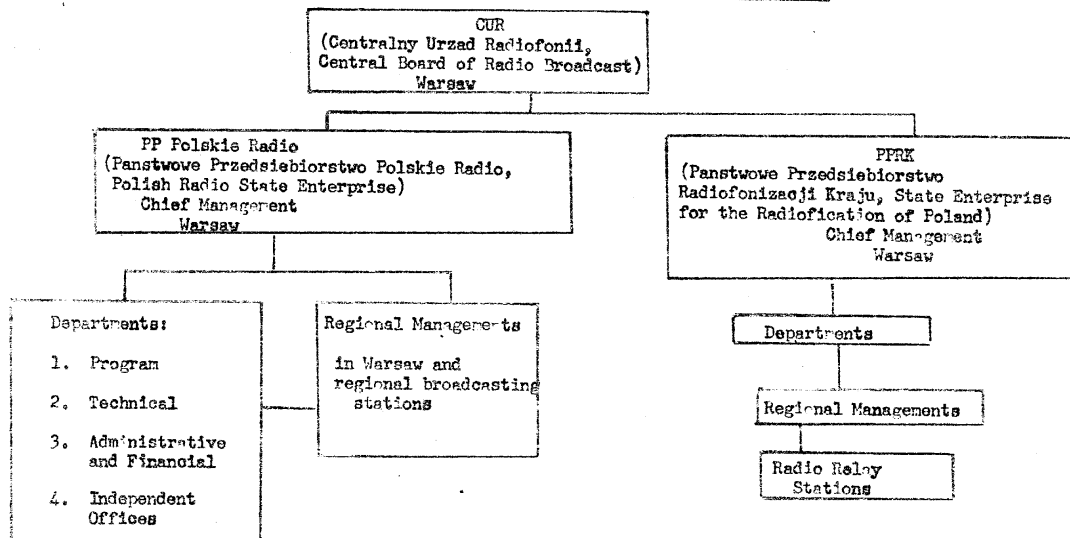 CUR
(Centralny Urzad Radiofonii,
Central Board of Radio Broadcast)
Warsaw
PP Polskie Radio
(Panstwowe Przedsiebiorstwo Polskie Radio,
Polish Radio State Enterprise)
Chief Management
Warsaw
PPRK
(Panstwowe Przedsiebiorstwo
Radiofonizacji Kraju, State Enterprise
for the Radiofication of Poland)
Chief Management
Warsaw
Departments:
1. Program
2. Technical
3. Administrative
and Financial
4. Independent
Offices
Regional Managements
in Warsaw and
regional broadcasting
stations
Departments
Regional Managements
Radio Relay
Stations